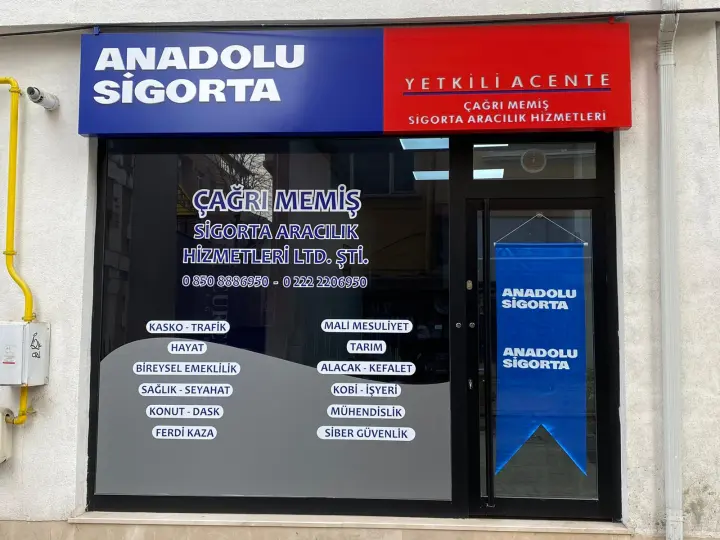 ANADOLU
SİGORTA
YETKİLİ ACENTE
ÇAĞRI MEMİŞ
SİGORTA ARACILIK HİZMETLERİ
ÇAĞRI MEMİŞ
SİGORTA ARACILIK
HİZMETLERİ LTD. ŞTİ.
0 850 8886950 - 0 222 2206950
KASKO - TRAFİK
HAYAT
BİREYSEL EMEKLİLİK
SAĞLIK - SEYAHAT
KONUT - DASK
FERDİ KAZA
MALİ MESULİYET
TARIM
ALACAK - KEFALET
KOBİ - İŞYERİ
MÜHENDİSLİK
SİBER GÜVENLİK
ANADOLU
SİGORTA
ANADOLU
SİGORTA